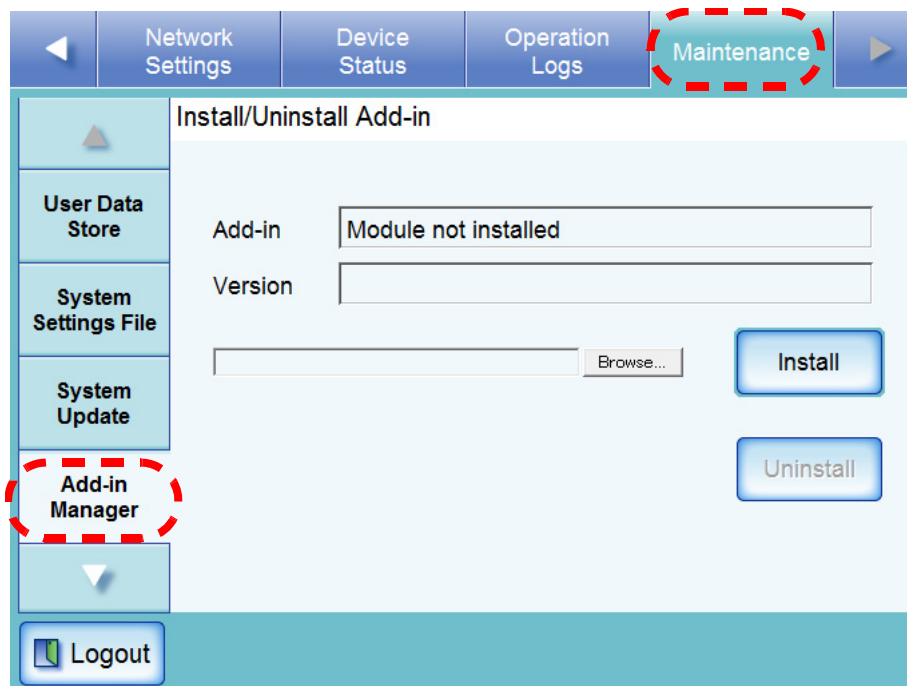 Network
Settings
Device
Status
Operation
Logs
Maintenance
Install/Uninstall Add-in
User Data
Store
System
Settings File
System
Update
Add-in
Manager
Add-in
Module not installed
Version
Browse...
Install
Uninstall
Logout